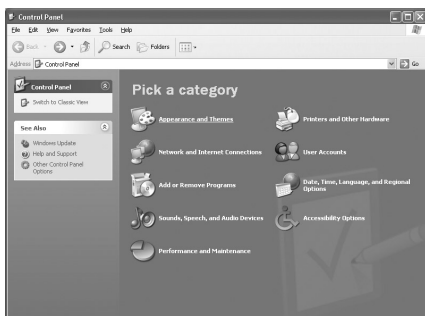 Control Panel
File Edit View Favorites Tools Help
Back Search Folders
Address Control Panel Go
Control Panel
Switch to Classic View
See Also
Windows Update
Help and Support
Other Control Panel
Options
Pick a category
Appearance and Themes
Printers and Other Hardware
Network and Internet Connections
User Accounts
Add or Remove Programs
Date, Time, Language, and Regional
Options
Sounds, Speech, and Audio Devices
Accessibility Options
Performance and Maintenance